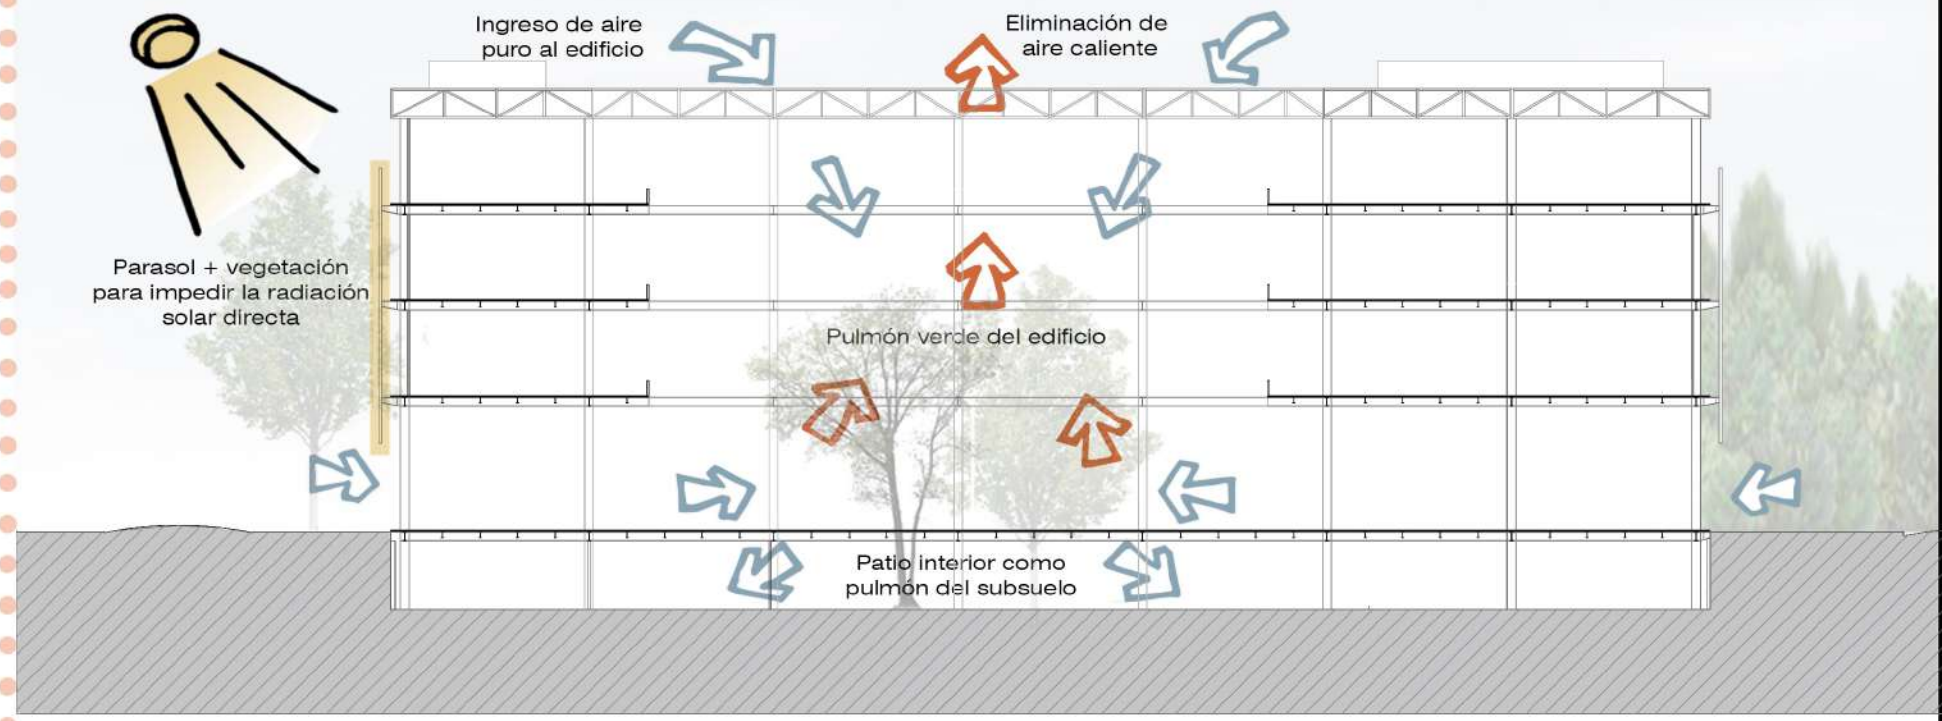 Ingreso de aire
puro al edificio
Eliminación de
aire caliente
Parasol + vegetación
para impedir la radiación
solar directa
Pulmón verde del edificio
Patio interior como
pulmón del subsuelo